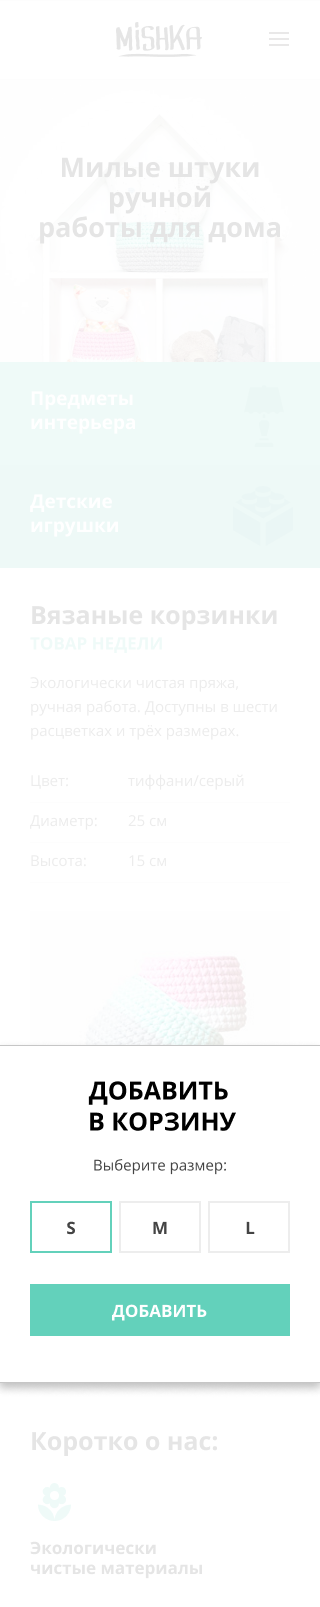 MiSHKA
Милые штуки
ручной
работы для дома
Предметы
интерьера
Детские
игрушки
Вязаные корзинки
ТОВАР НЕДЕЛИ
Экологически чистая пряжа,
ручная работа. Доступны в шести
расцветках и трёх размерах.
Цвет: тиффани/серый
Диаметр: 25 см
Высота: 15 см
ДОБАВИТЬ
В КОРЗИНУ
Выберите размер:
S M L
ДОБАВИТЬ
Коротко о нас:
Экологически
чистые материалы